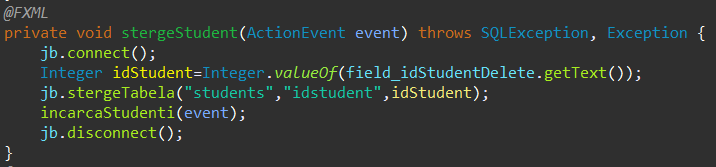 @FXML
private void stergeStudent(ActionEvent event) throws SQLException, Exception {
    jb.connect();
    Integer idStudent=Integer.valueOf(field_idStudentDelete.getText());
    jb.stergeTabela("students","idstudent",idStudent);
    incarcaStudenti(event);
    jb.disconnect();
}